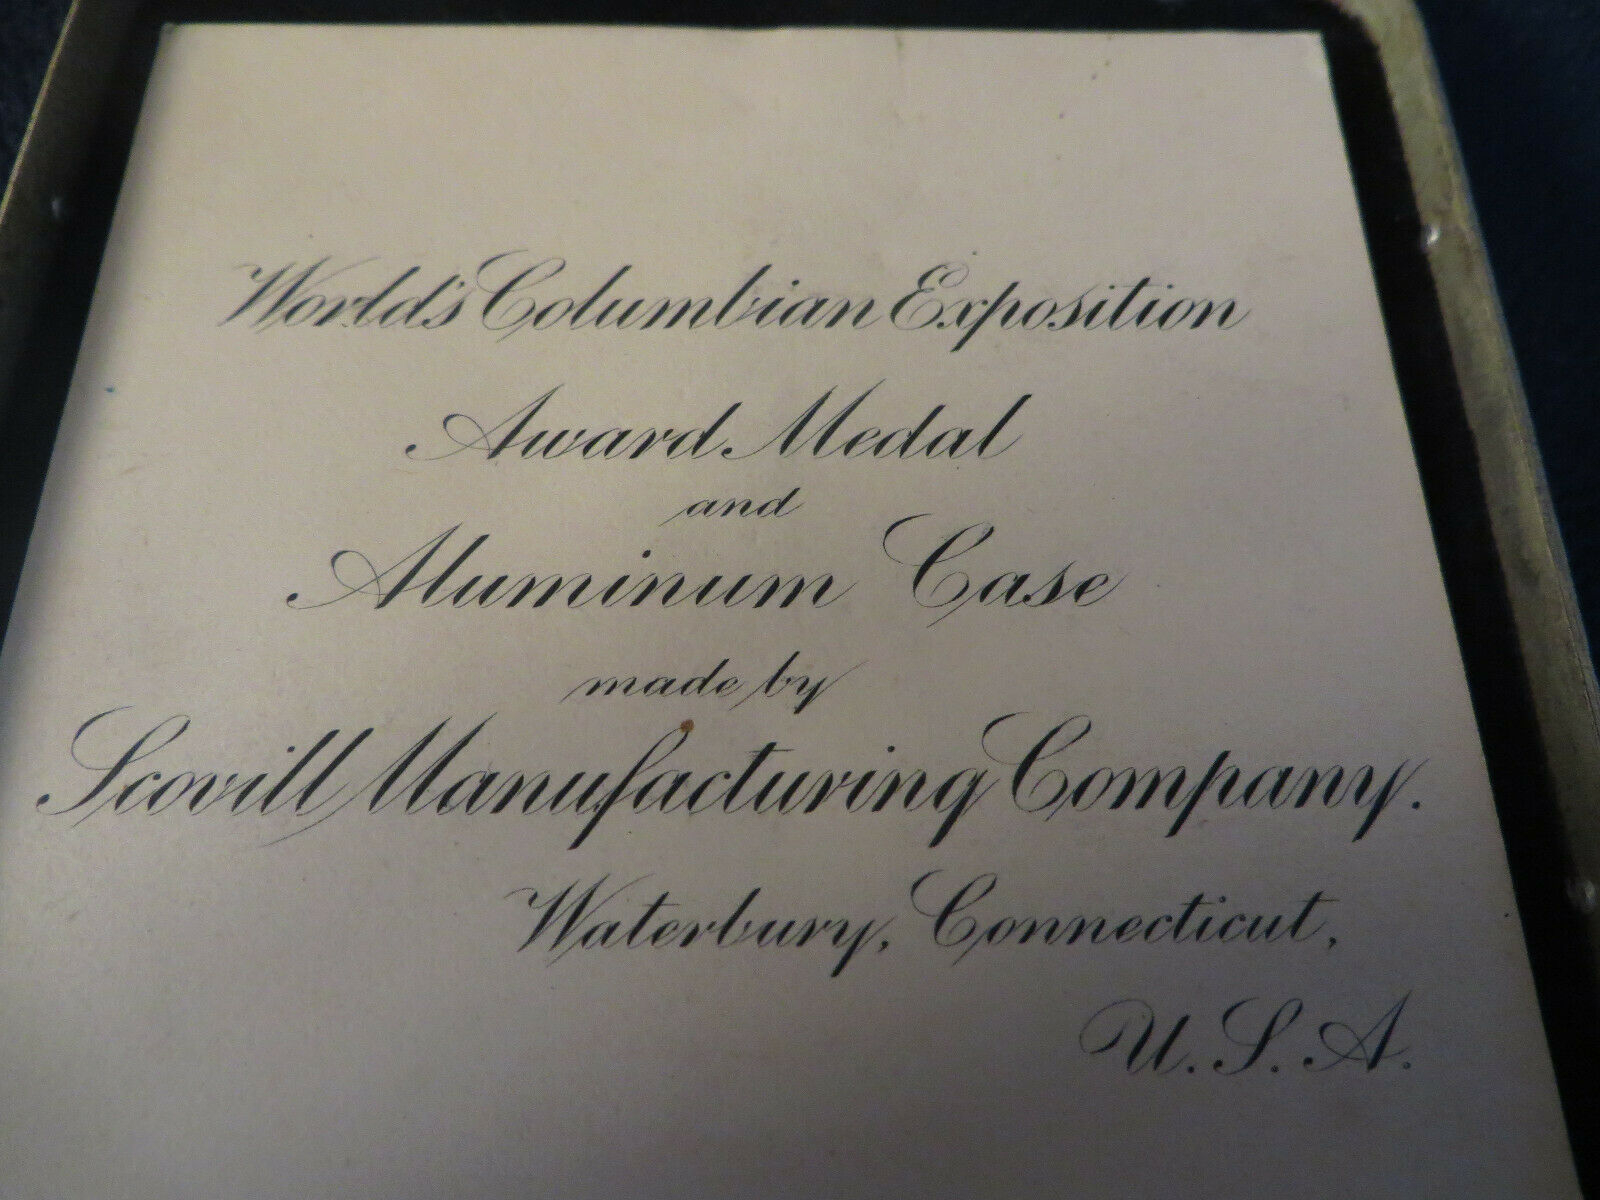 World's Columbian Exposition
Award Medal
and
Aluminum Case
made by
Scovill Manufacturing Company.
Waterbury, Connecticut,
U.S.A.